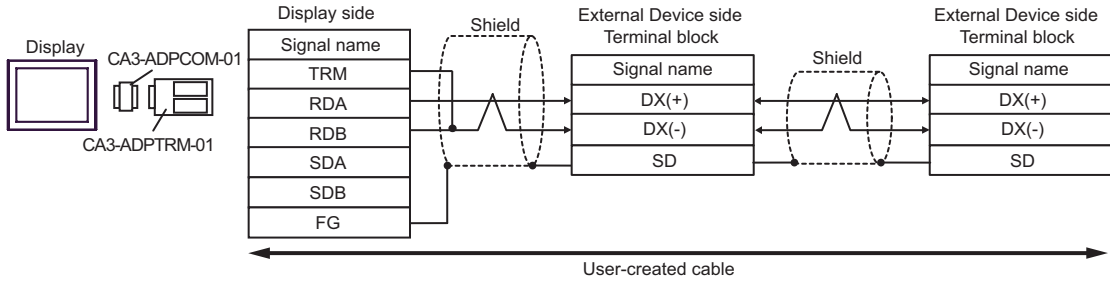 Display
CA3-ADPCOM-01
CA3-ADPTRM-01
Display side
Signal name
TRM
RDA
RDB
SDA
SDB
FG
Shield
External Device side
Terminal block
Signal name
DX(+)
DX(-)
SD
Shield
External Device side
Terminal block
Signal name
DX(+)
DX(-)
SD
User-created cable